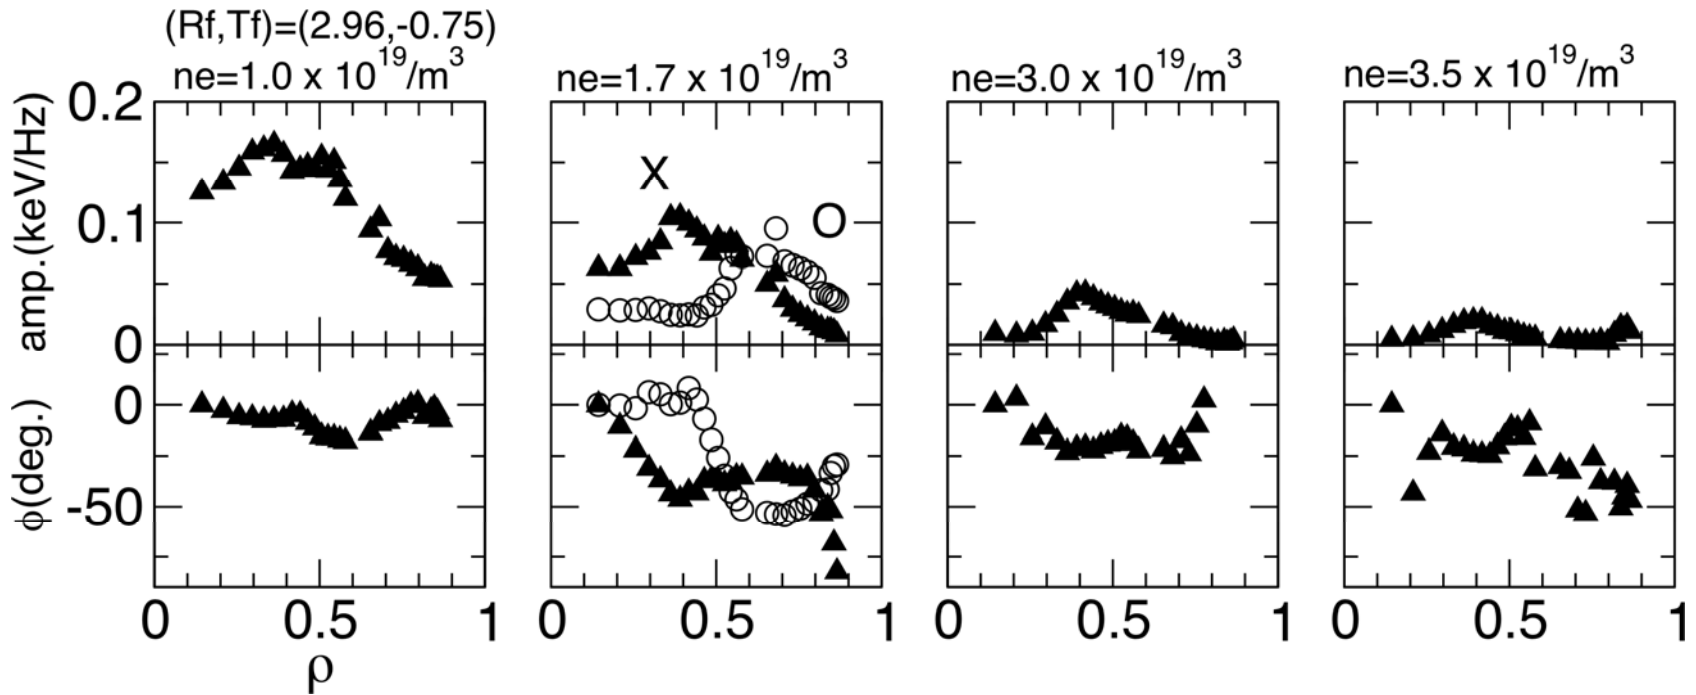 (Rf,Tf)=(2.96,-0.75)
ne=1.0 x 10^19/m^3
ne=1.7 x 10^19/m^3
ne=3.0 x 10^19/m^3
ne=3.5 x 10^19/m^3
amp.(keV/Hz)
0.2
0.1
0
X
O
ϕ(deg.)
0
-50
0 0.5 1
0 0.5 1
0 0.5 1
0 0.5 1
ρ